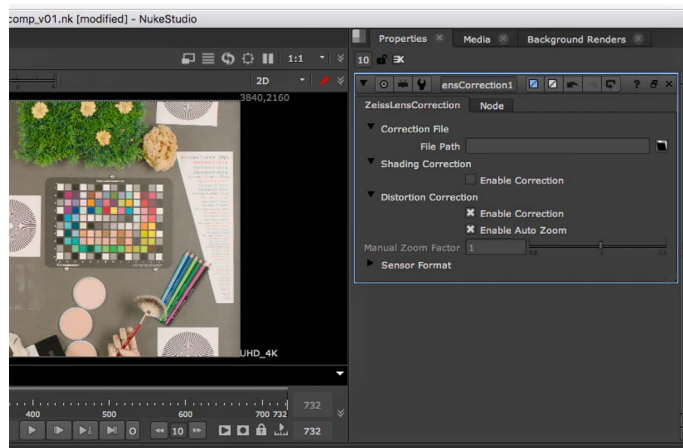 comp_v01.nk [modified] - NukeStudio
Properties
Media
Background Renders
1:1
10
2D
3840,2160
ensCorrection1
?
ZeissLensCorrection
Node
Correction File
File Path
Shading Correction
Enable Correction
Distortion Correction
Enable Correction
Enable Auto Zoom
Manual Zoom Factor
1
Sensor Format
UHD_4K
400
500
600
700
732
732
10
732